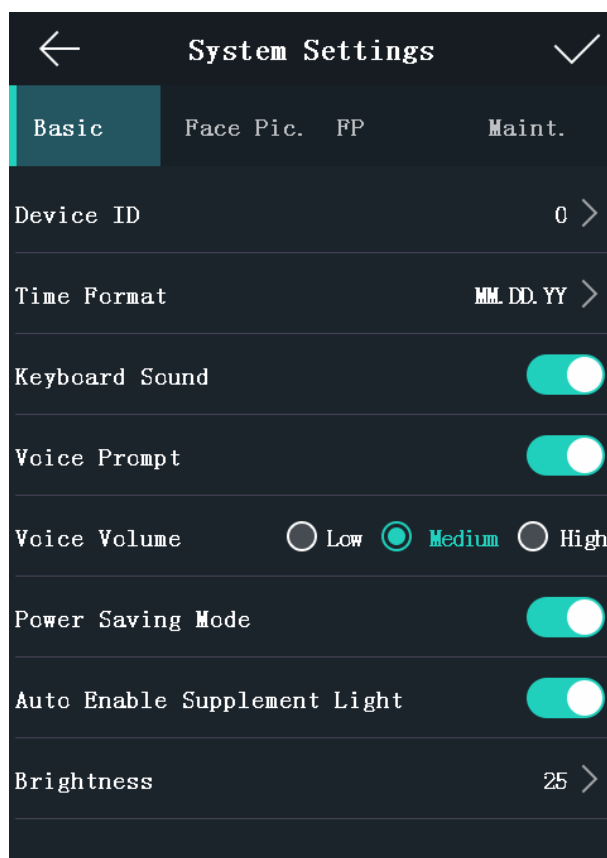 System Settings
Basic Face Pic. FP Maint.
Device ID 0
Time Format MM.DD.YY
Keyboard Sound
Voice Prompt
Voice Volume Low Medium High
Power Saving Mode
Auto Enable Supplement Light
Brightness 25